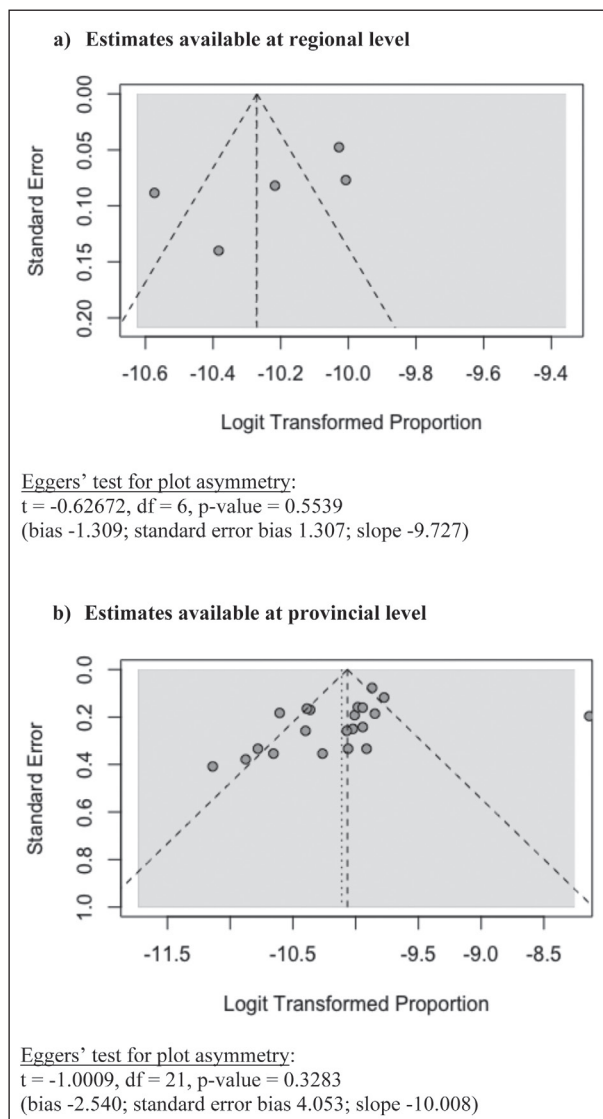 a) Estimates available at regional level
0.00
0.05
0.10
0.15
0.20
Standard Error
-10.6 -10.4 -10.2 -10.0 -9.8 -9.6 -9.4
Logit Transformed Proportion
Eggers’ test for plot asymmetry:
t = -0.62672, df = 6, p-value = 0.5539
(bias -1.309; standard error bias 1.307; slope -9.727)
b) Estimates available at provincial level
0.0
0.2
0.4
0.6
0.8
1.0
Standard Error
-11.5 -10.5 -9.5 -8.5
Logit Transformed Proportion
Eggers’ test for plot asymmetry:
t = -1.0009, df = 21, p-value = 0.3283
(bias -2.540; standard error bias 4.053; slope -10.008)